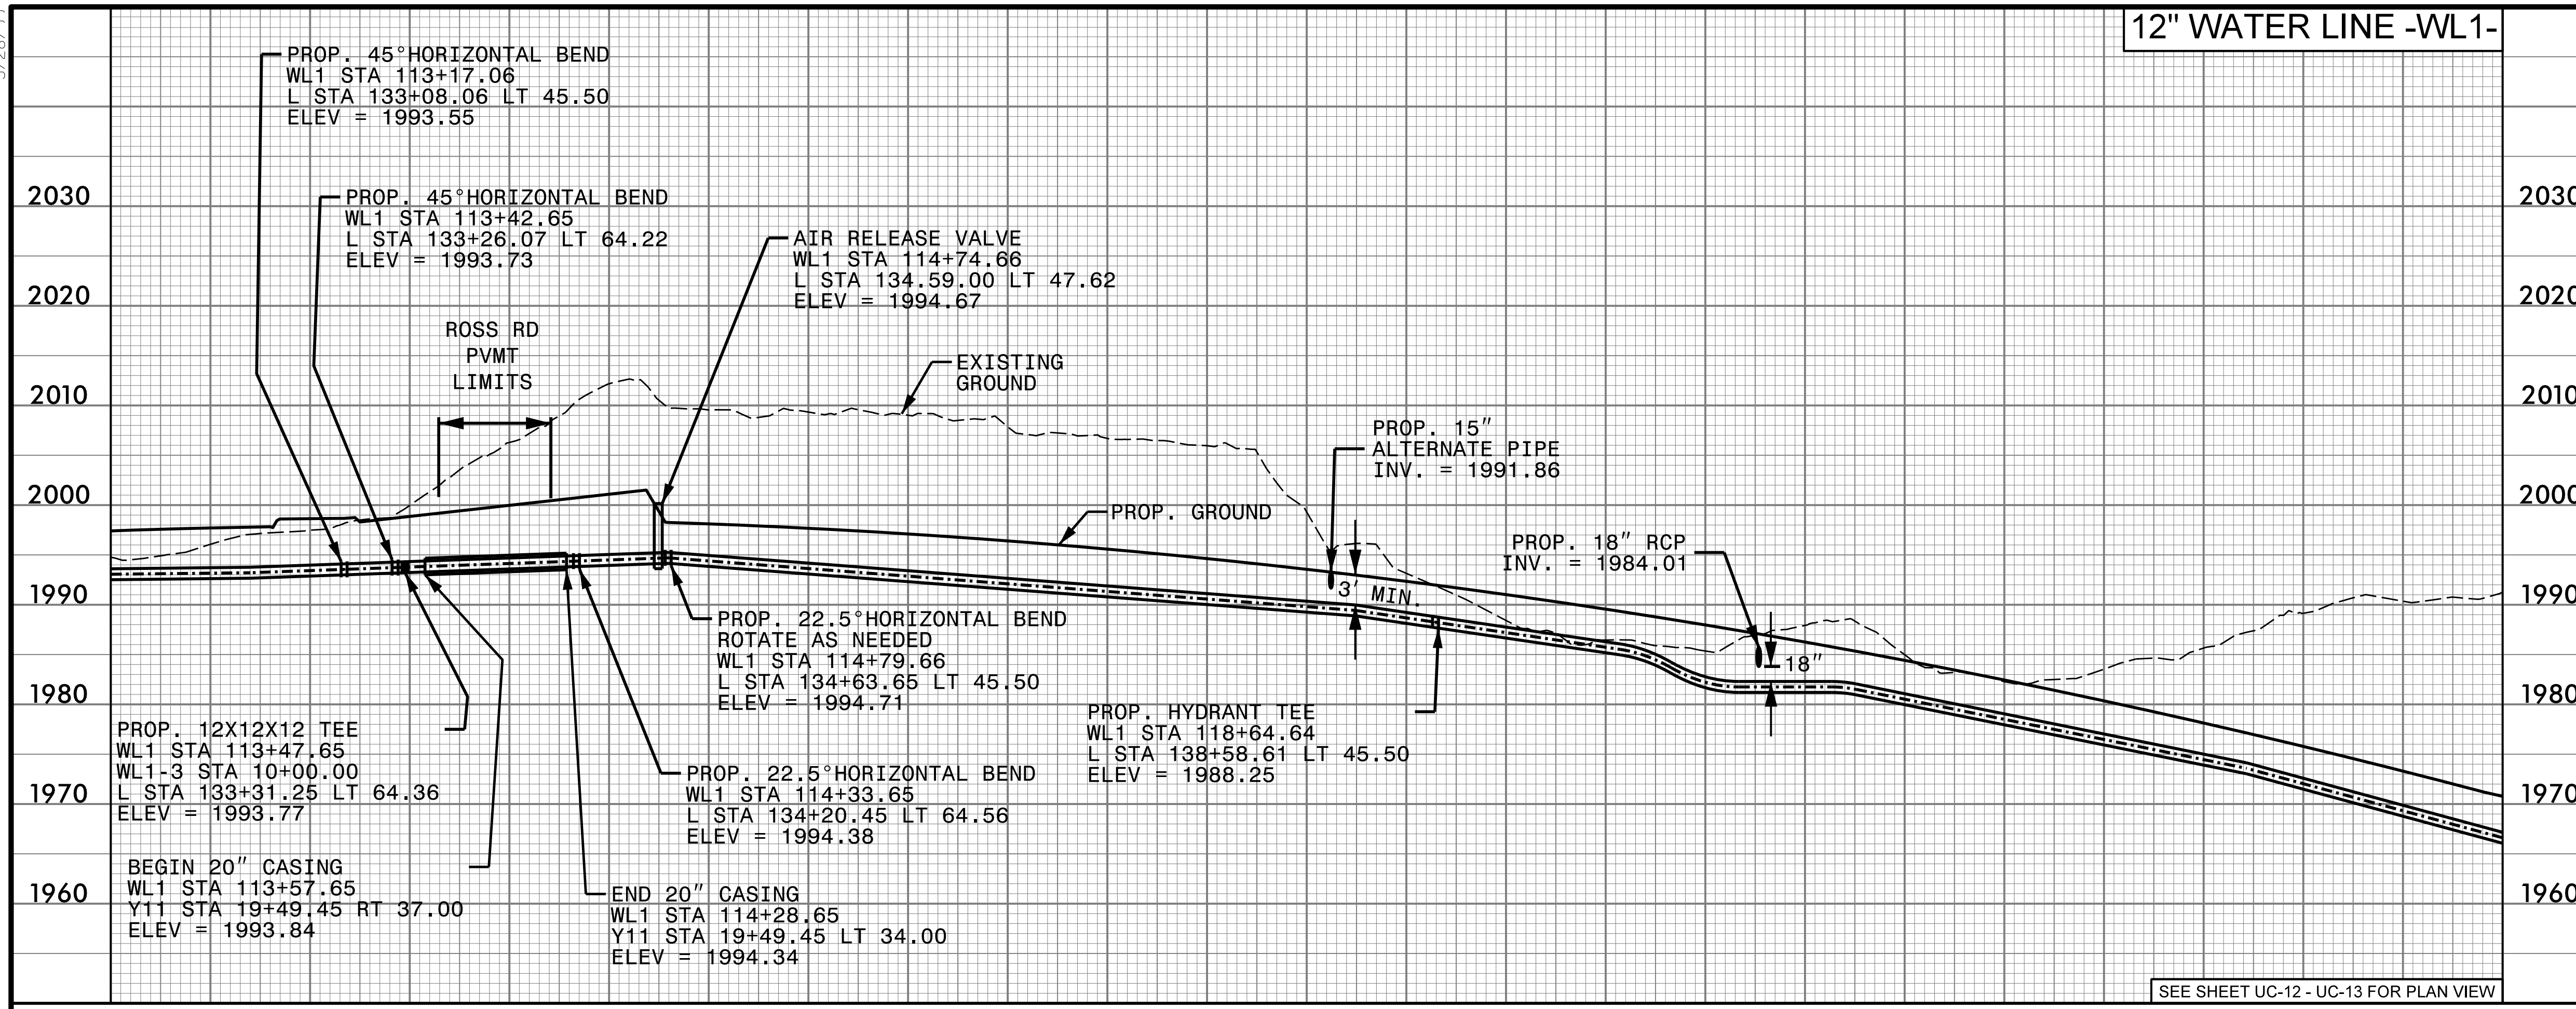 12" WATER LINE -WL1-
PROP. 45°HORIZONTAL BEND
WL1 STA 113+17.06
L STA 133+08.06 LT 45.50
ELEV = 1993.55
PROP. 45°HORIZONTAL BEND
WL1 STA 113+42.65
L STA 133+26.07 LT 64.22
ELEV = 1993.73
AIR RELEASE VALVE
WL1 STA 114+74.66
L STA 134.59.00 LT 47.62
ELEV = 1994.67
ROSS RD
PVMT
LIMITS
EXISTING
GROUND
PROP. 15"
ALTERNATE PIPE
INV. = 1991.86
PROP. GROUND
PROP. 18" RCP
INV. = 1984.01
3' MIN.
18"
PROP. 22.5°HORIZONTAL BEND
ROTATE AS NEEDED
WL1 STA 114+79.66
L STA 134+63.65 LT 45.50
ELEV = 1994.71
PROP. HYDRANT TEE
WL1 STA 118+64.64
L STA 138+58.61 LT 45.50
ELEV = 1988.25
PROP. 12X12X12 TEE
WL1 STA 113+47.65
WL1-3 STA 10+00.00
L STA 133+31.25 LT 64.36
ELEV = 1993.77
PROP. 22.5°HORIZONTAL BEND
WL1 STA 114+33.65
L STA 134+20.45 LT 64.56
ELEV = 1994.38
BEGIN 20" CASING
WL1 STA 113+57.65
Y11 STA 19+49.45 RT 37.00
ELEV = 1993.84
END 20" CASING
WL1 STA 114+28.65
Y11 STA 19+49.45 LT 34.00
ELEV = 1994.34
2030
2020
2010
2000
1990
1980
1970
1960
2030
2020
2010
2000
1990
1980
1970
1960
SEE SHEET UC-12 - UC-13 FOR PLAN VIEW